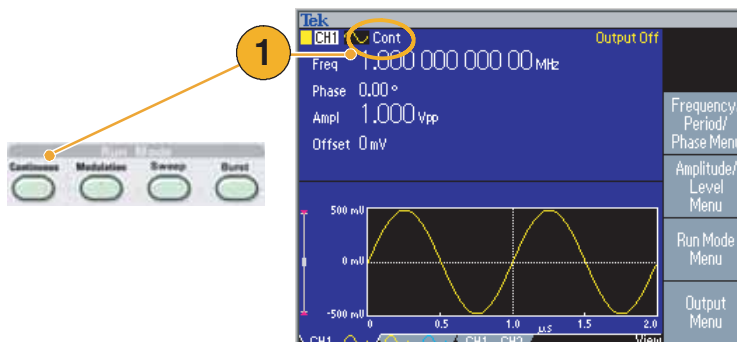 Tek
CH1 Cont Output Off
1
Freq 1.000 000 000 00 MHz
Phase 0.00 °
Ampl 1.000 Vpp
Offset 0 mV
Frequency/
Period/
Phase Menu
Amplitude/
Level
Menu
Run Mode
Menu
Output
Menu
Run Mode
Continuous Modulation Sweep Burst
500 mV
0 mV
-500 mV
0 0.5 1.0 1.5 2.0
µs
CH1 CH1 CH2 View